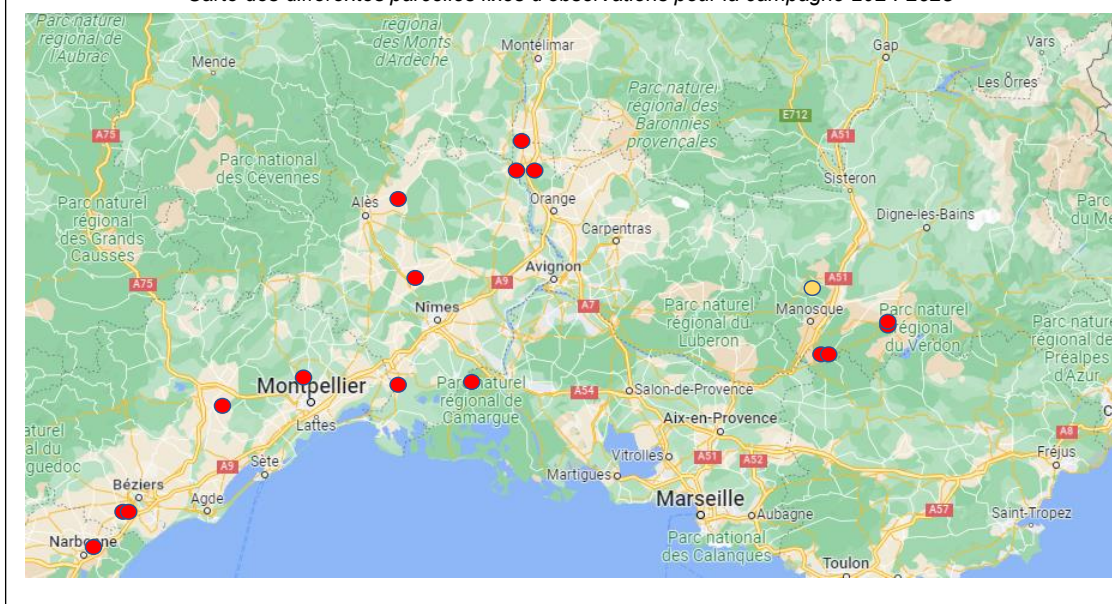 Parc naturel
régional de
l'Aubrac
Mende
régional
des Monts
d'Ardèche
Montélimar
Gap
Vars
Les Orres
Parc naturel
régional des
Baronnies
provençales
E712
A51
A75
Parc national
des Cévennes
Sisteron
Alès
Orange
Parc naturel
régional
des Grands
Causses
Digne-les-Bains
Parc
du Me
Carpentras
A75
A9
Avignon
A7
A51
Manosque
Nîmes
Parc naturel
régional du
Luberon
Parc naturel
régional
du Verdon
Parc nature
régional de
Préalpes
d'Azur
Montpellier
Lattes
Parc naturel
régional de
Camargue
A54
Salon-de-Provence
Aix-en-Provence
A8
Fréjus
A9
Sète
Vitrolles
A51
A52
Béziers
Agde
Martigues
Marseille
Aubagne
A57
Saint-Tropez
Narbonne
Parc national
des Calanques
Toulon